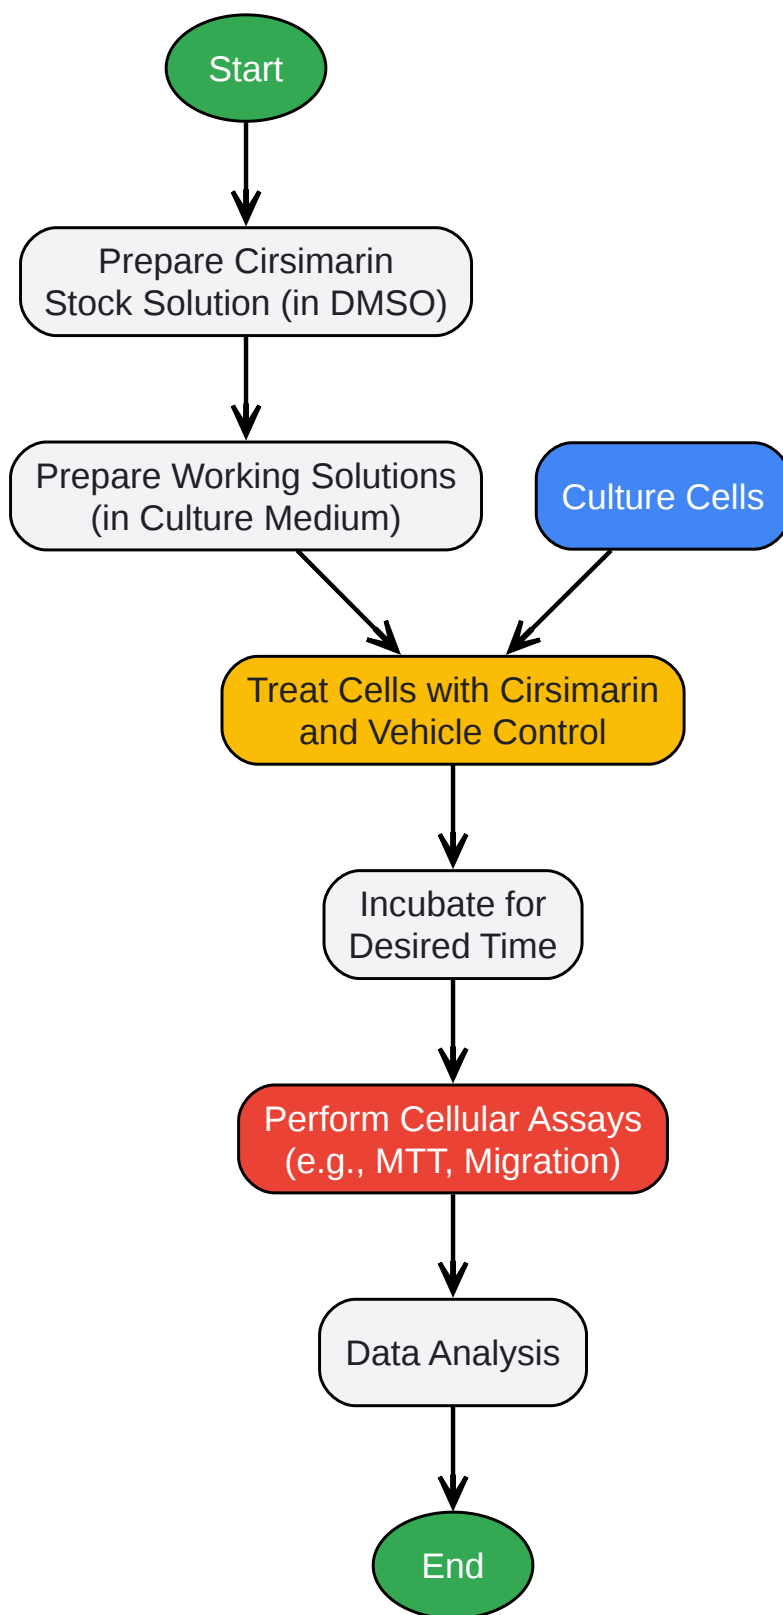 Start
Prepare Cirsimarin
Stock Solution (in DMSO)
Prepare Working Solutions
(in Culture Medium)
Culture Cells
Treat Cells with Cirsimarin
and Vehicle Control
Incubate for
Desired Time
Perform Cellular Assays
(e.g., MTT, Migration)
Data Analysis
End